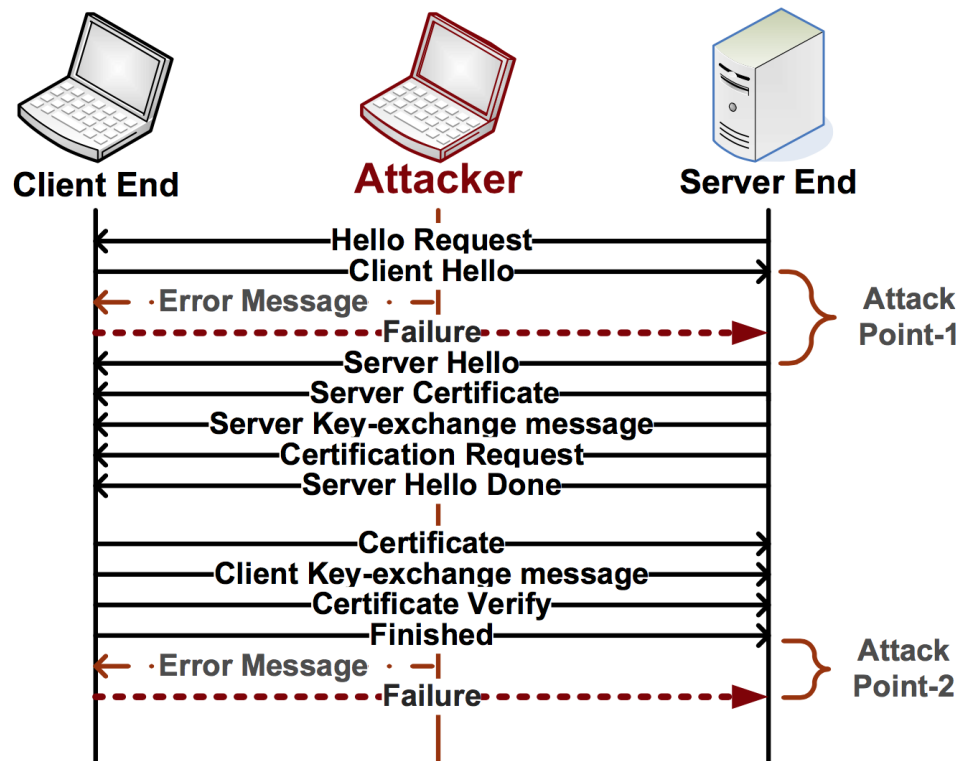 Client End
Attacker
Server End
Hello Request
Client Hello
Error Message
Failure
Attack
Point-1
Server Hello
Server Certificate
Server Key-exchange message
Certification Request
Server Hello Done
Certificate
Client Key-exchange message
Certificate Verify
Finished
Error Message
Failure
Attack
Point-2